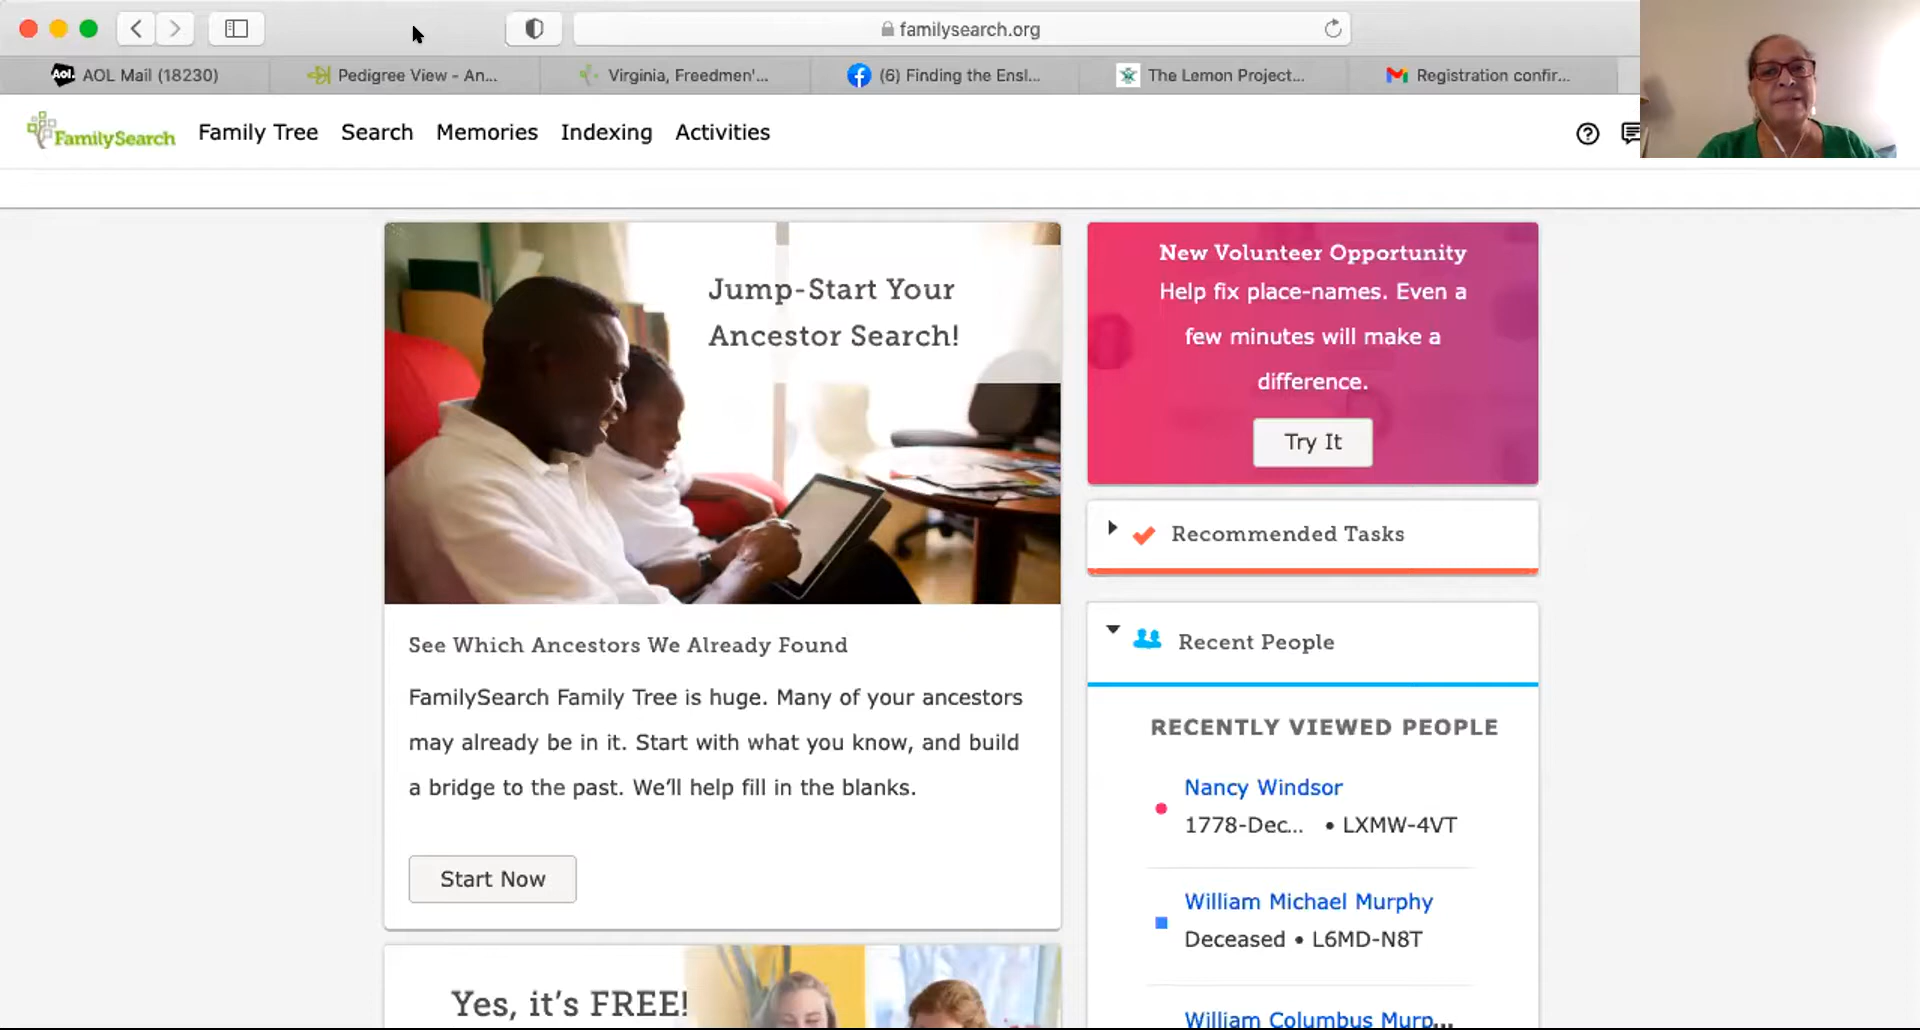 familysearch.org
Aol. AOL Mail (18230)
Pedigree View - An...
Virginia, Freedmen'...
(6) Finding the Ensl...
The Lemon Project...
Registration confir...
FamilySearch
Family Tree
Search
Memories
Indexing
Activities
Jump-Start Your
Ancestor Search!
See Which Ancestors We Already Found
FamilySearch Family Tree is huge. Many of your ancestors
may already be in it. Start with what you know, and build
a bridge to the past. We'll help fill in the blanks.
Start Now
Yes, it's FREE!
New Volunteer Opportunity
Help fix place-names. Even a
few minutes will make a
difference.
Try It
Recommended Tasks
Recent People
RECENTLY VIEWED PEOPLE
Nancy Windsor
1778-Dec... • LXMW-4VT
William Michael Murphy
Deceased • L6MD-N8T
William Columbus Murp...